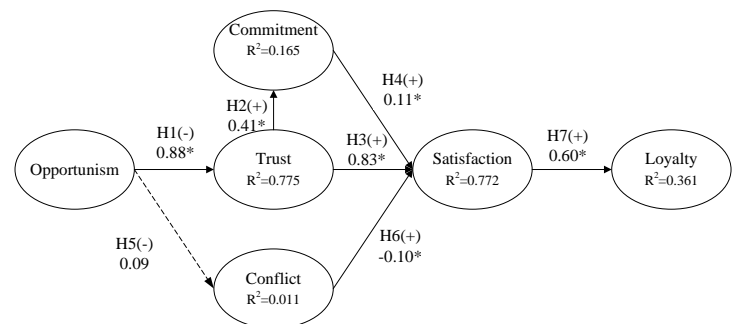 Commitment
R²=0.165
H4(+)
0.11*
H2(+)
0.41*
H1(-)
0.88*
H3(+)
0.83*
H7(+)
0.60*
Opportunism
Trust
R²=0.775
Satisfaction
R²=0.772
Loyalty
R²=0.361
H5(-)
0.09
H6(+)
-0.10*
Conflict
R²=0.011